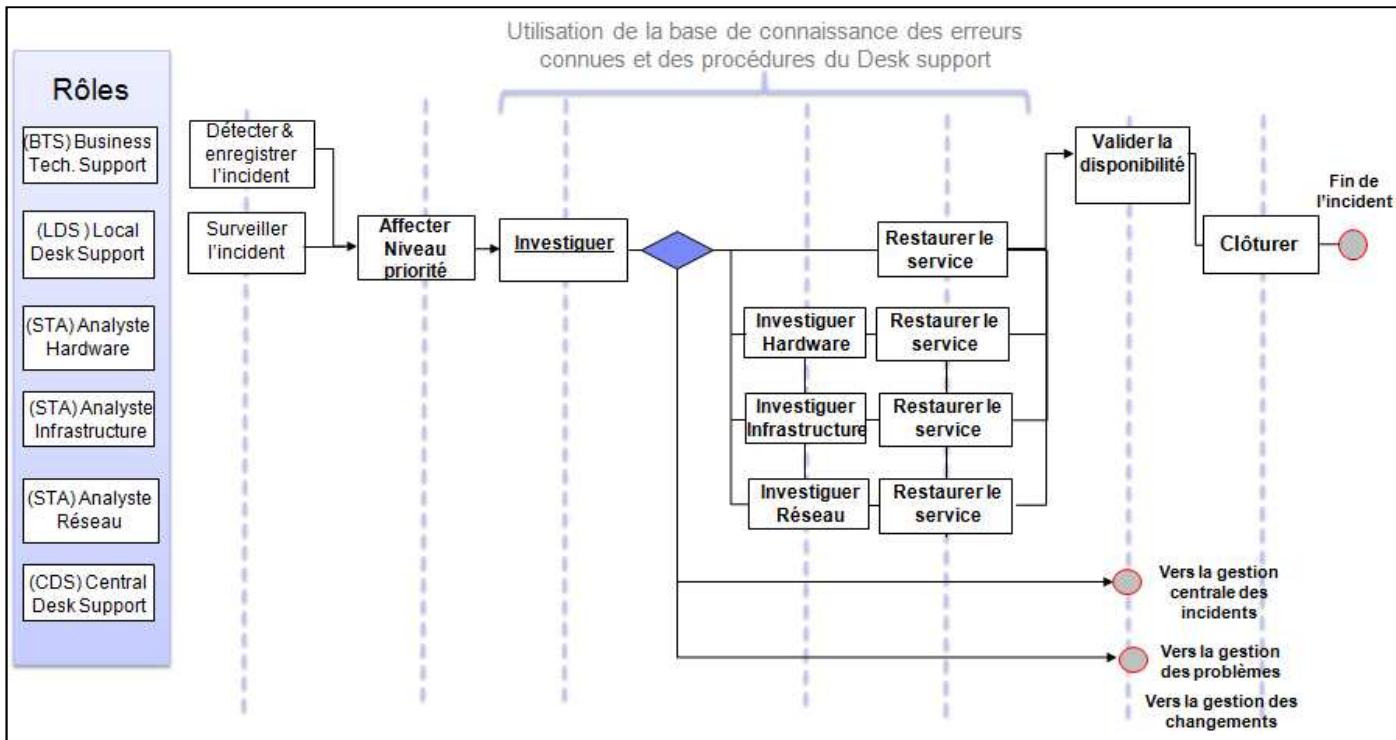 Utilisation de la base de connaissance des erreurs
connues et des procédures du Desk support
Rôles
(BTS) Business
Tech. Support
(LDS) Local
Desk Support
(STA) Analyste
Hardware
(STA) Analyste
Infrastructure
(STA) Analyste
Réseau
(CDS) Central
Desk Support
Détecter &
enregistrer
l'incident
Surveiller
l'incident
Affecter
Niveau
priorité
Investiguer
Restaurer le
service
Investiguer
Hardware
Restaurer le
service
Investiguer
Infrastructure
Restaurer le
service
Investiguer
Réseau
Restaurer le
service
Valider la
disponibilité
Clôturer
Fin de
l'incident
Vers la gestion
centrale des
incidents
Vers la gestion
des problèmes
Vers la gestion des
changements